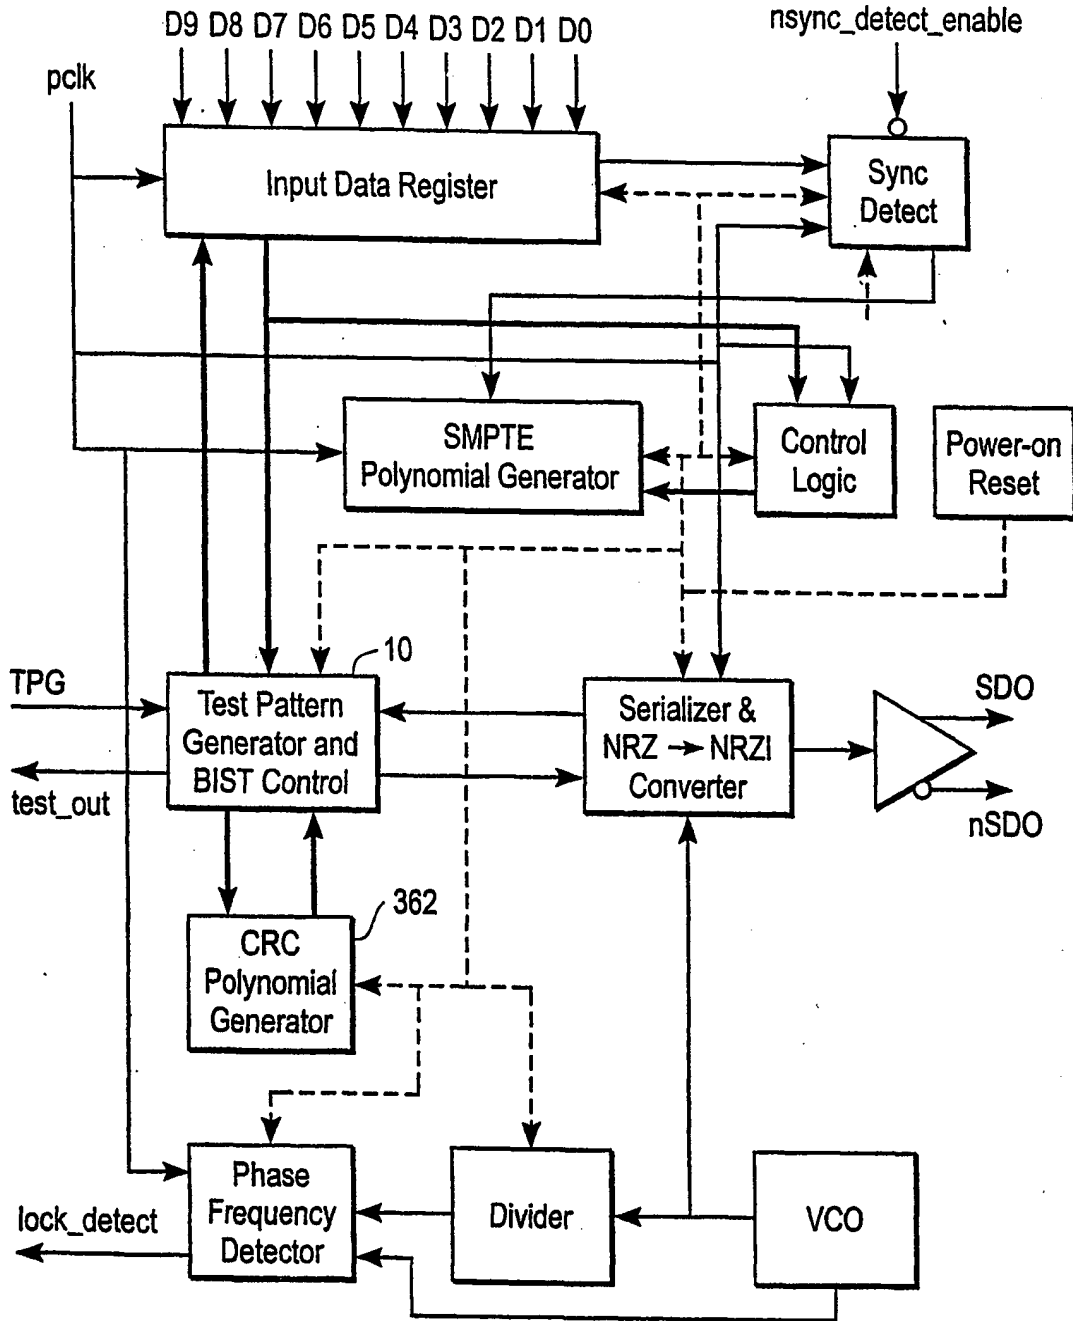 nsync_detect_enable
D9 D8 D7 D6 D5 D4 D3 D2 D1 D0
pclk
Input Data Register
Sync
Detect
SMPTE
Polynomial Generator
Control
Logic
Power-on
Reset
10
TPG
Test Pattern
Generator and
BIST Control
test_out
Serializer &
NRZ → NRZI
Converter
SDO
nSDO
362
CRC
Polynomial
Generator
Phase
Frequency
Detector
lock_detect
Divider
VCO